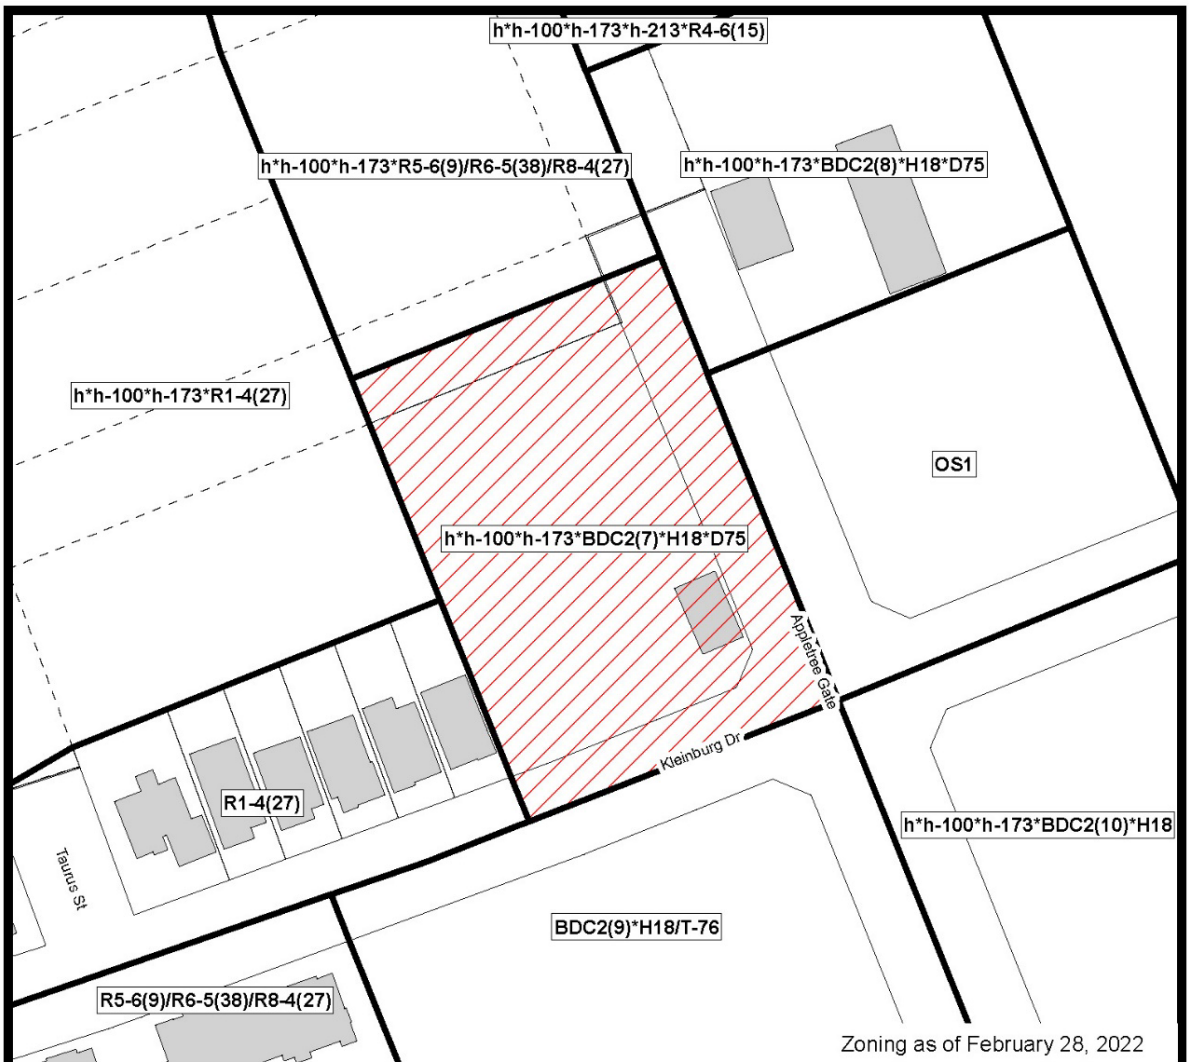 h*h-100*h-173*h-213*R4-6(15)
h*h-100*h-173*R5-6(9)/R6-5(38)/R8-4(27)
h*h-100*h-173*BDC2(8)*H18*D75
h*h-100*h-173*R1-4(27)
OS1
h*h-100*h-173*BDC2(7)*H18*D75
Appletree Gate
Kleinburg Dr
R1-4(27)
h*h-100*h-173*BDC2(10)*H18
Taurus St
BDC2(9)*H18/T-76
R5-6(9)/R6-5(38)/R8-4(27)
Zoning as of February 28, 2022